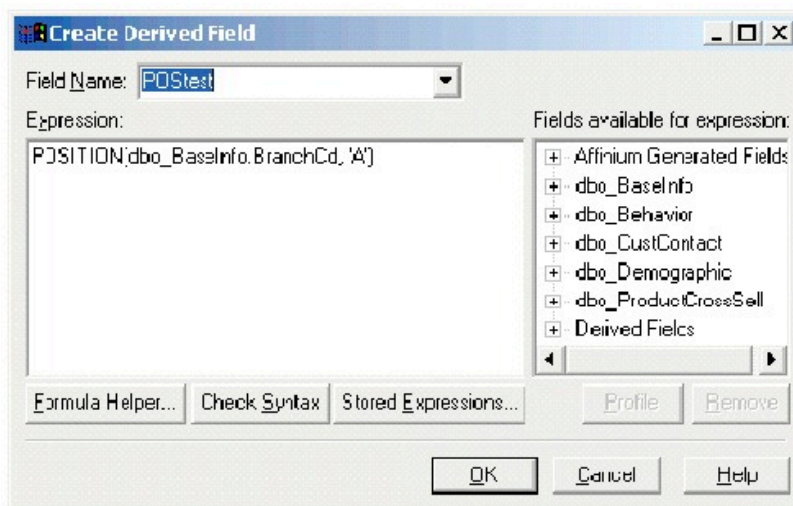 Create Derived Field
Field Name: POStest
Expression:
POSITION(dbo_BaseInfo.BranchCd, 'A')
Fields available for expression:
Affinium Generated Fields
dbo_BaseInfo
dbo_Behavior
dbo_CustContact
dbo_Demographic
dbo_ProductCrossSell
Derived Fields
Formula Helper... Check Syntax Stored Expressions... Profile Remove
OK Cancel Help